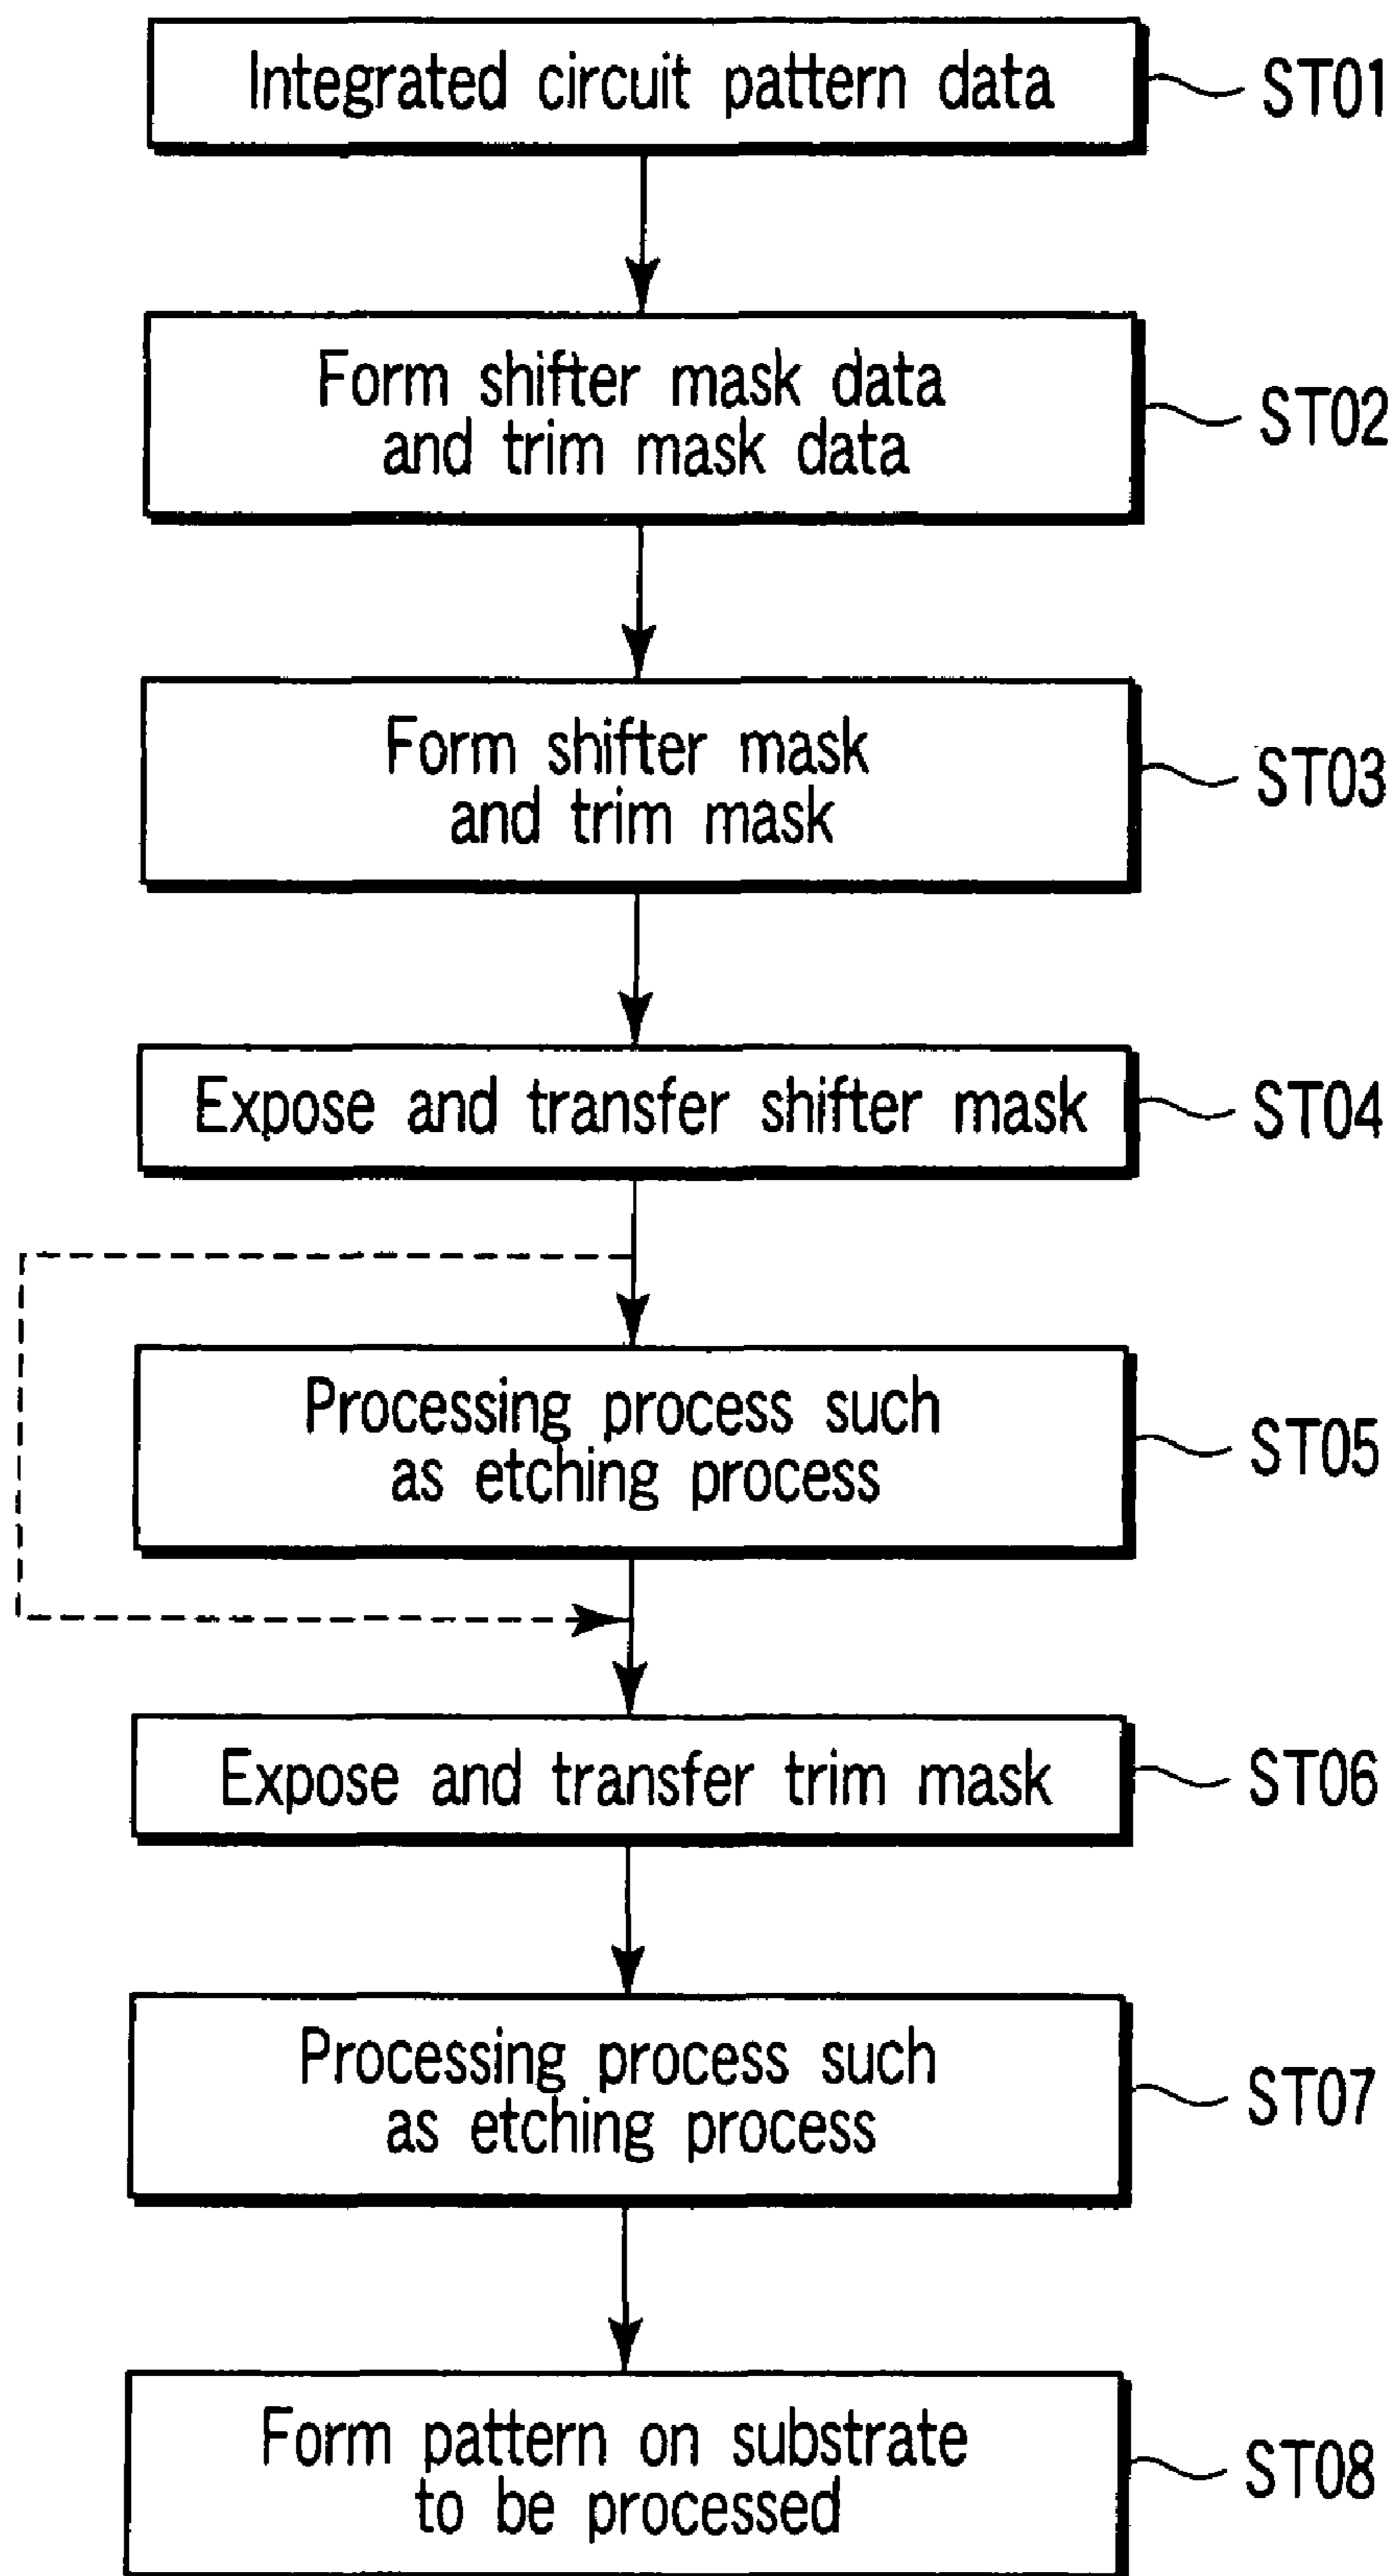 Integrated circuit pattern data
ST01
Form shifter mask data
and trim mask data
ST02
Form shifter mask
and trim mask
ST03
Expose and transfer shifter mask
ST04
Processing process such
as etching process
ST05
Expose and transfer trim mask
ST06
Processing process such
as etching process
ST07
Form pattern on substrate
to be processed
ST08